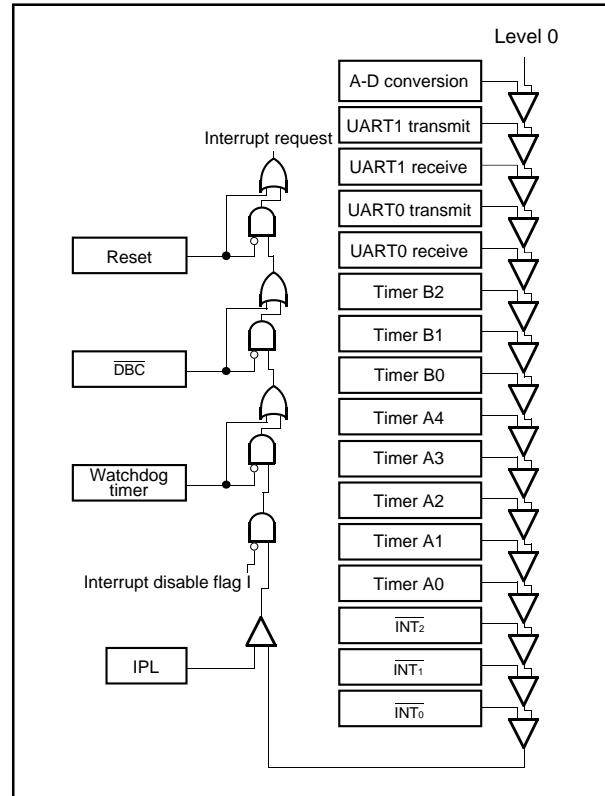 Level 0
A-D conversion
UART1 transmit
Interrupt request
UART1 receive
UART0 transmit
Reset
UART0 receive
Timer B2
Timer B1
DBC
Timer B0
Timer A4
Timer A3
Watchdog
timer
Timer A2
Timer A1
Interrupt disable flag I
Timer A0
INT₂
IPL
INT₁
INT₀